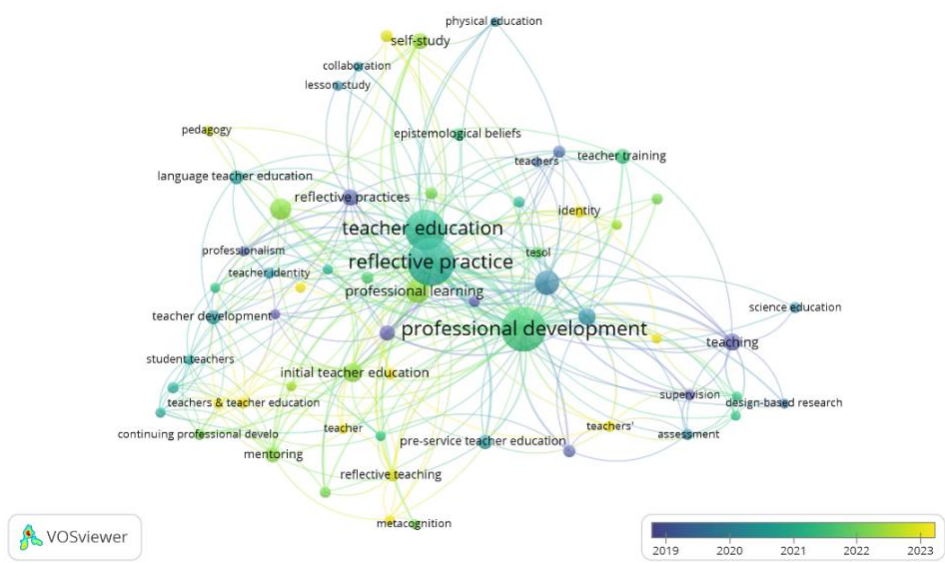 physical education
self-study
collaboration
lesson study
pedagogy
epistemological beliefs
teachers
teacher training
language teacher education
reflective practices
identity
teacher education
professionalism
tesol
reflective practice
teacher identity
professional learning
science education
teacher development
professional development
teaching
student teachers
initial teacher education
supervision
teachers & teacher education
design-based research
teacher
teachers'
continuing professional develo
pre-service teacher education
assessment
mentoring
reflective teaching
metacognition
VOSviewer
2019 2020 2021 2022 2023